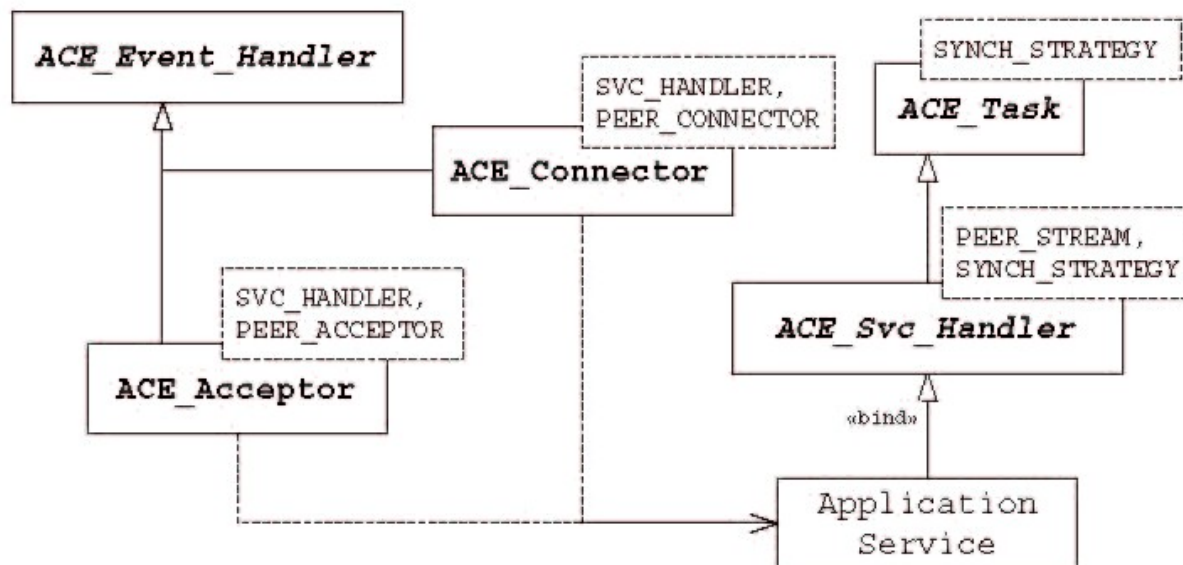 ACE_Event_Handler
SYNCH_STRATEGY
ACE_Task
SVC_HANDLER,
PEER_CONNECTOR
ACE_Connector
PEER_STREAM,
SYNCH_STRATEGY
ACE_Svc_Handler
SVC_HANDLER,
PEER_ACCEPTOR
ACE_Acceptor
«bind»
Application
Service